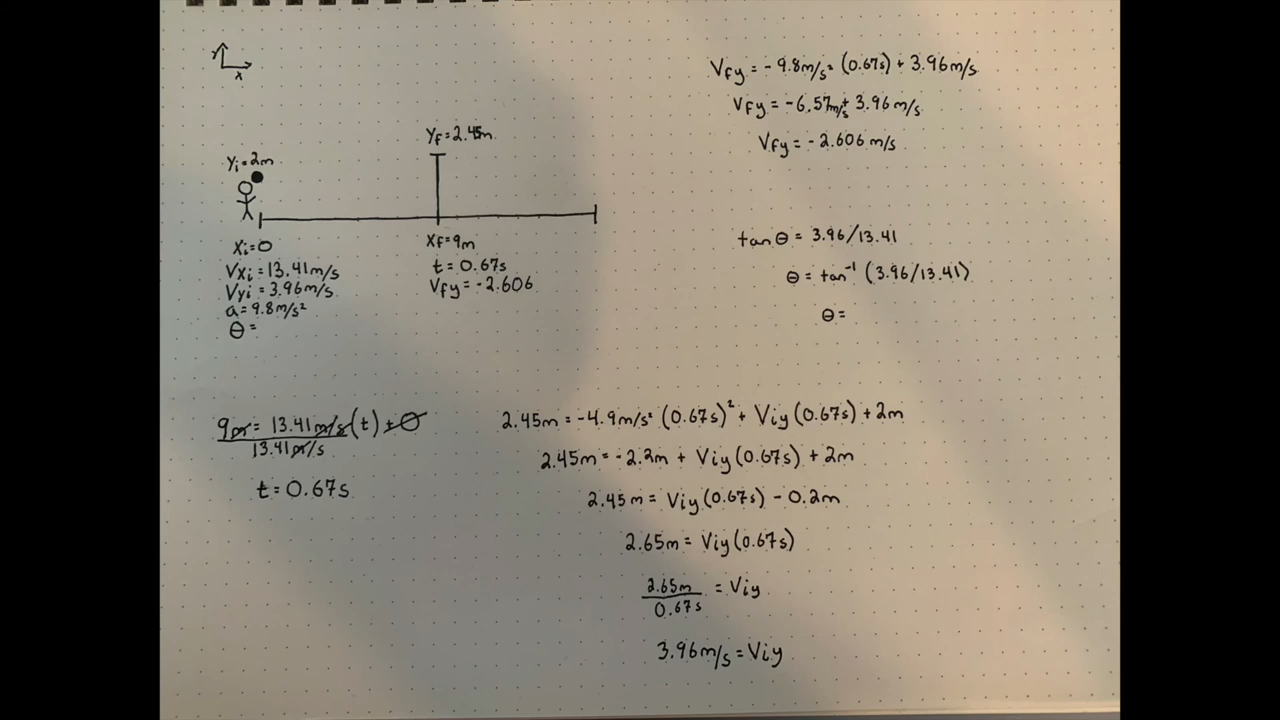 y
x
Yi=2m
Yf=2.45m
Xi=0
Vxi=13.41m/s
Vyi=3.96m/s
a=9.8m/s²
θ=
Xf=9m
t=0.67s
Vfy=-2.606
Vfy = -9.8m/s² (0.67s) + 3.96m/s
Vfy = -6.57m/s + 3.96m/s
Vfy = -2.606 m/s
tanθ = 3.96/13.41
θ = tan⁻¹ (3.96/13.41)
θ =
9m = 13.41m/s(t) + 0
13.41m/s
t=0.67s
2.45m = -4.9m/s² (0.67s)² + Viy(0.67s) + 2m
2.45m = -2.2m + Viy(0.67s) + 2m
2.45m = Viy(0.67s) - 0.2m
2.65m = Viy(0.67s)
2.65m = Viy
0.67s
3.96m/s = Viy